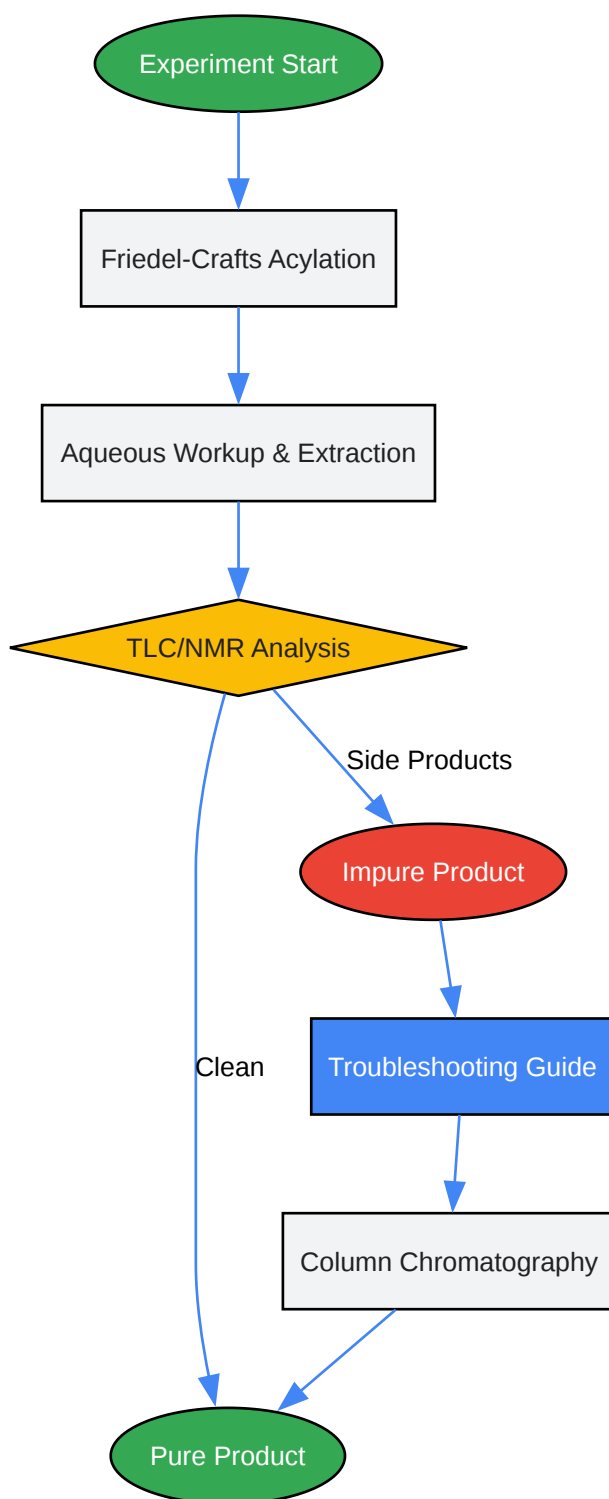 Experiment Start
Friedel-Crafts Acylation
Aqueous Workup & Extraction
TLC/NMR Analysis
Side Products
Impure Product
Troubleshooting Guide
Clean
Column Chromatography
Pure Product